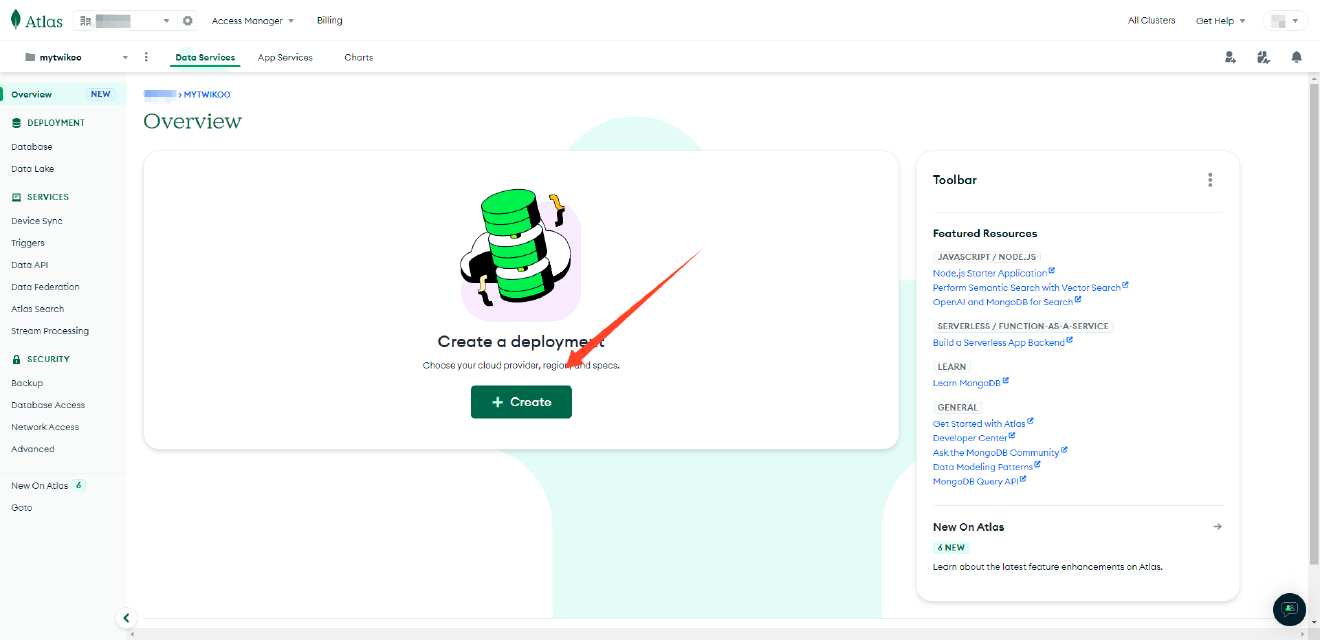 Atlas
Access Manager
Billing
All Clusters
Get Help
mytwikoo
Data Services
App Services
Charts
Overview
NEW
DEPLOYMENT
Database
Data Lake
SERVICES
Device Sync
Triggers
Data API
Data Federation
Atlas Search
Stream Processing
SECURITY
Backup
Database Access
Network Access
Advanced
New On Atlas 6
Goto
> MYTWIKOO
Overview
Create a deployment
Choose your cloud provider, region, and specs.
+ Create
Toolbar
Featured Resources
JAVASCRIPT / NODE.JS
Node.js Starter Application
Perform Semantic Search with Vector Search
OpenAI and MongoDB for Search
SERVERLESS / FUNCTION-AS-A-SERVICE
Build a Serverless App Backend
LEARN
Learn MongoDB
GENERAL
Get Started with Atlas
Developer Center
Ask the MongoDB Community
Data Modeling Patterns
MongoDB Query API
New On Atlas
6 NEW
Learn about the latest feature enhancements on Atlas.